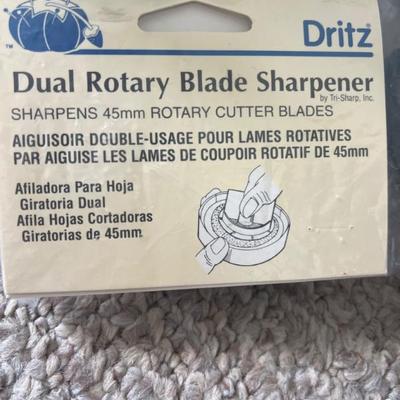 TM
Dritz®
Dual Rotary Blade Sharpener
by Tri-Sharp, Inc.
SHARPENS 45mm ROTARY CUTTER BLADES
AIGUISOIR DOUBLE-USAGE POUR LAMES ROTATIVES
PAR AIGUISE LES LAMES DE COUPOIR ROTATIF DE 45mm
Afiladora Para Hoja
Giratoria Dual
Afila Hojas Cortadoras
Giratorias de 45mm